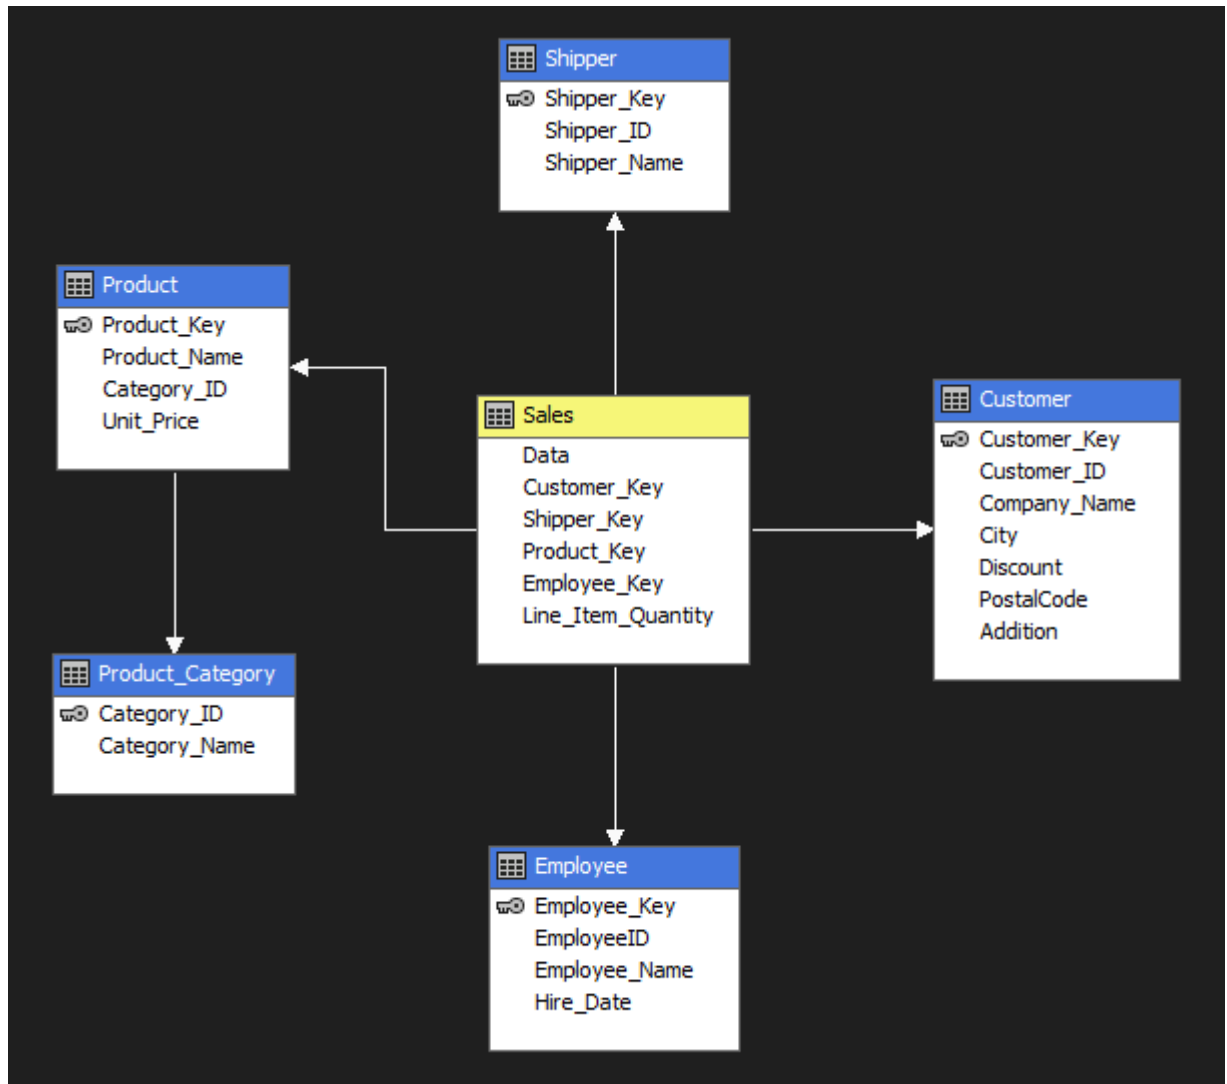 Shipper
Shipper_Key
Shipper_ID
Shipper_Name
Product
Product_Key
Product_Name
Category_ID
Unit_Price
Sales
Data
Customer_Key
Shipper_Key
Product_Key
Employee_Key
Line_Item_Quantity
Customer
Customer_Key
Customer_ID
Company_Name
City
Discount
PostalCode
Addition
Product_Category
Category_ID
Category_Name
Employee
Employee_Key
EmployeeID
Employee_Name
Hire_Date